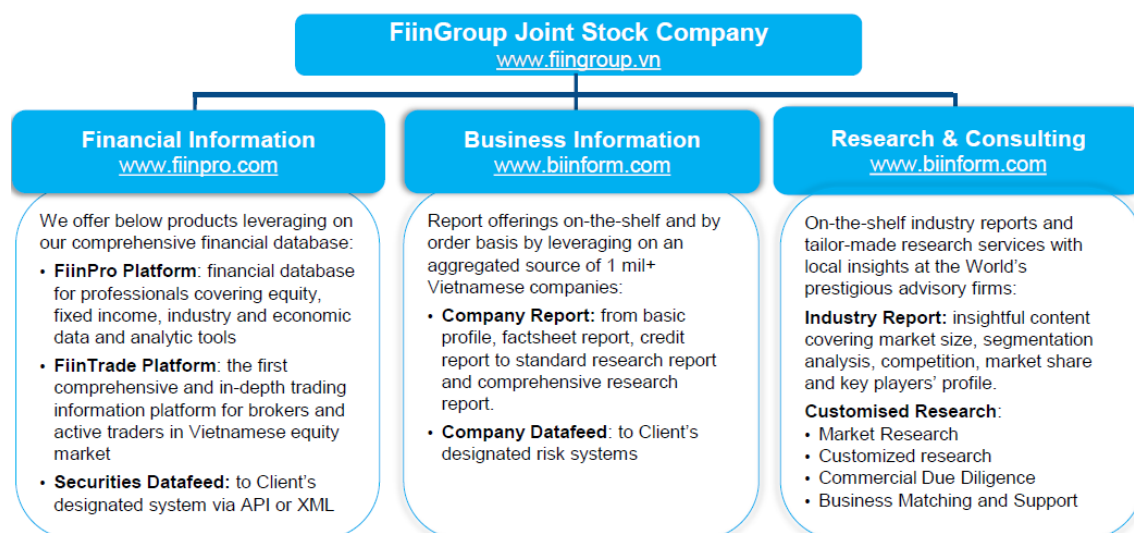 FiinGroup Joint Stock Company
www.fiingroup.vn
Financial Information
www.fiinpro.com
We offer below products leveraging on
our comprehensive financial database:
• FiinPro Platform: financial database
for professionals covering equity,
fixed income, industry and economic
data and analytic tools
• FiinTrade Platform: the first
comprehensive and in-depth trading
information platform for brokers and
active traders in Vietnamese equity
market
• Securities Datafeed: to Client's
designated system via API or XML
Business Information
www.biinform.com
Report offerings on-the-shelf and by
order basis by leveraging on an
aggregated source of 1 mil+
Vietnamese companies:
• Company Report: from basic
profile, factsheet report, credit
report to standard research report
and comprehensive research
report.
• Company Datafeed: to Client's
designated risk systems
Research & Consulting
www.biinform.com
On-the-shelf industry reports and
tailor-made research services with
local insights at the World's
prestigious advisory firms:
Industry Report: insightful content
covering market size, segmentation
analysis, competition, market share
and key players' profile.
Customised Research:
• Market Research
• Customized research
• Commercial Due Diligence
• Business Matching and Support